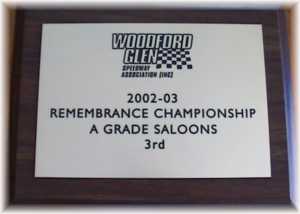 WOODFORD
GLEN
SPEEDWAY
ASSOCIATION (INC)
2002-03
REMEMBRANCE CHAMPIONSHIP
A GRADE SALOONS
3rd